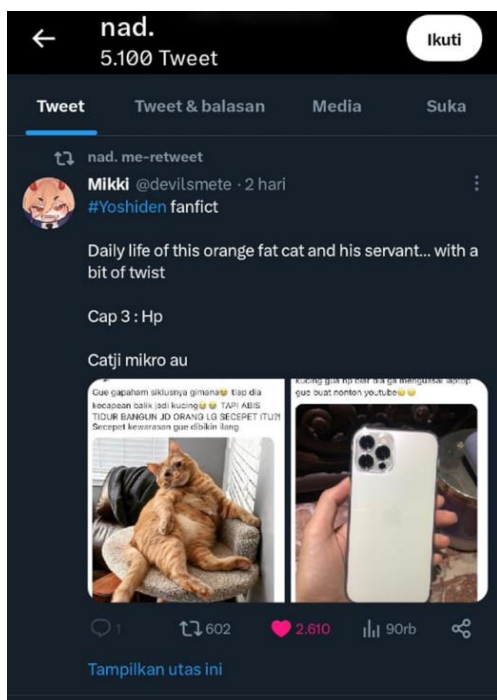 nad.
5.100 Tweet
Ikuti
Tweet
Tweet & balasan
Media
Suka
nad. me-retweet
Mikki @devilsmete · 2 hari
#Yoshiden fanfict
Daily life of this orange fat cat and his servant... with a
bit of twist
Cap 3 : Hp
Catji mikro au
Gue gapaham siklusnya gimana😭 tiap dia
kecapean balik jadi kucing😭😭 TAPI ABIS
TIDUR BANGUN JD ORANG LG SECEPET ITU?!
Secepet kewarasan gue dibikin ilang
kucing gua hp biar dia ga menguasai laptop
gue buat nonton youtube😭😭
1
602
2.610
90rb
Tampilkan utas ini